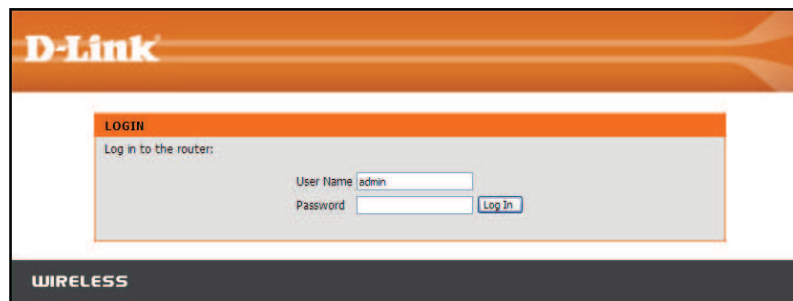 D-Link
LOGIN
Log in to the router:
User Name admin
Password Log In
WIRELESS